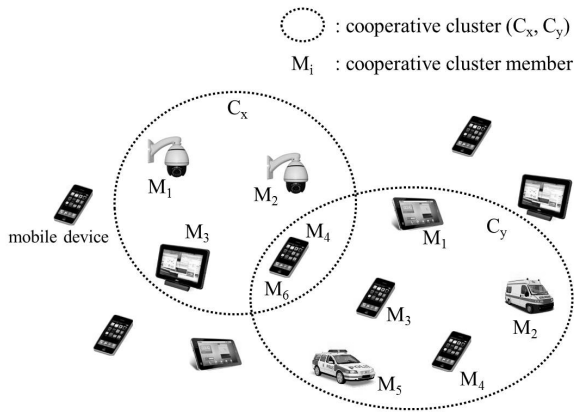 : cooperative cluster (Cx, Cy)
Mi : cooperative cluster member
Cx
M1
M2
mobile device
M3
M4
M6
M1
Cy
M3
M2
M5
M4